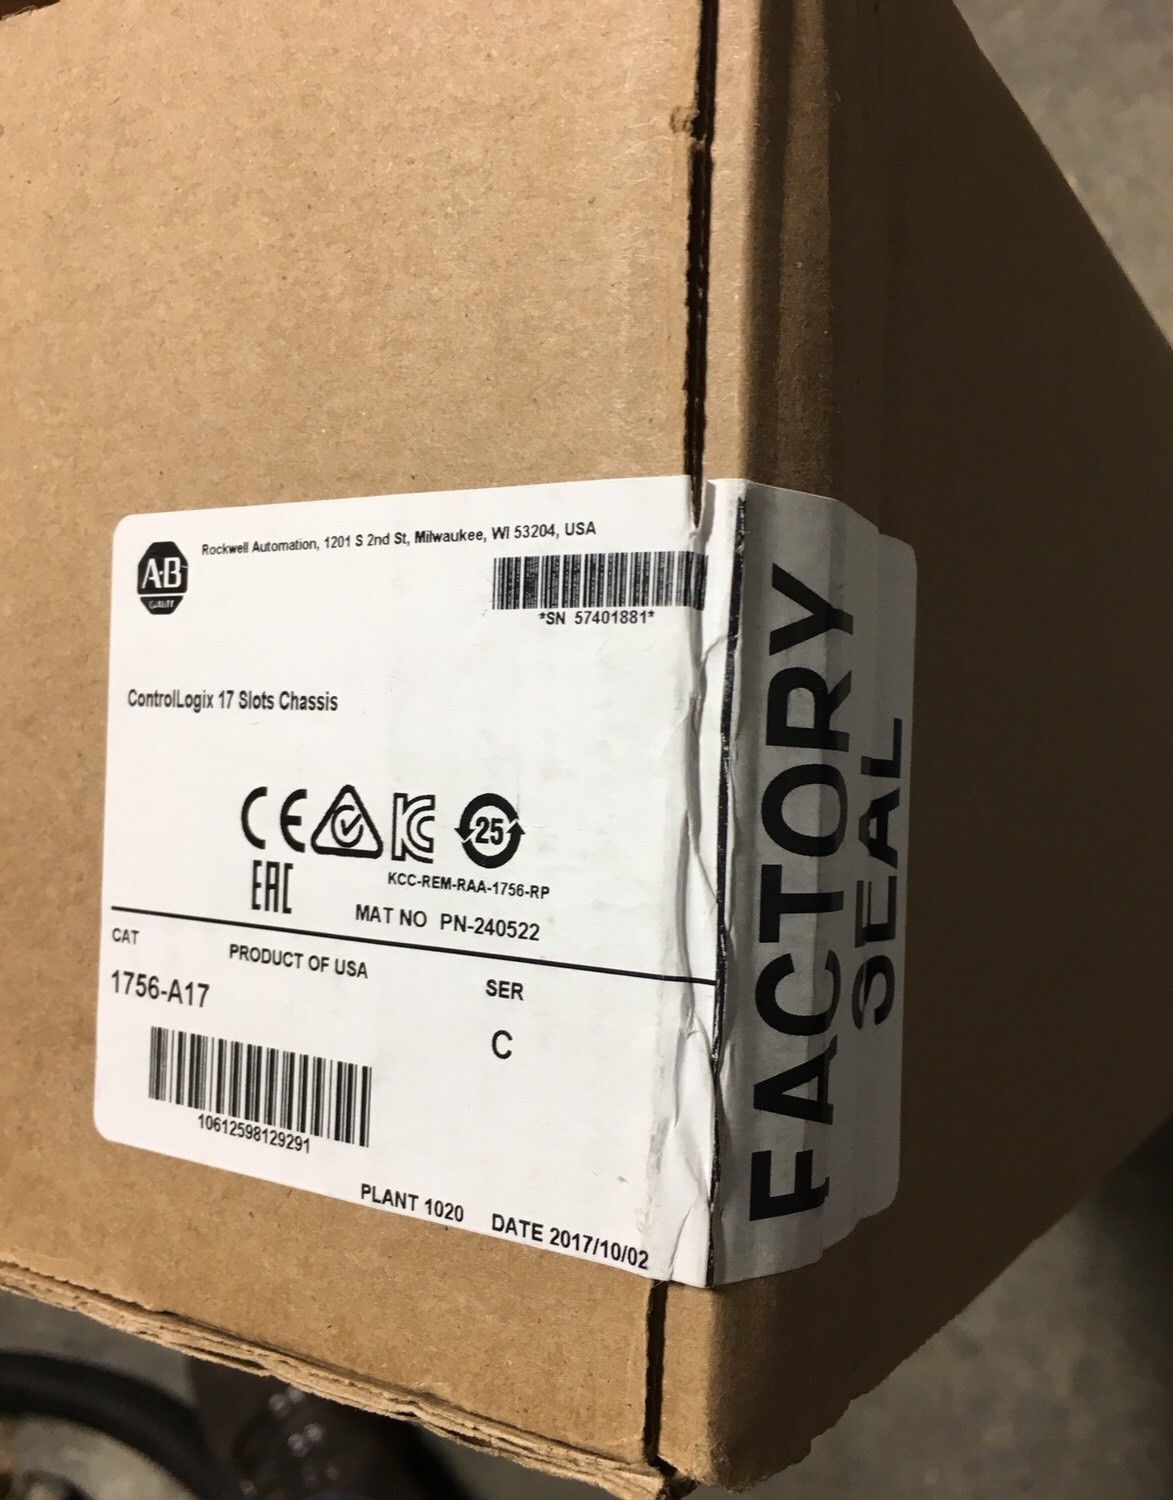 Rockwell Automation, 1201 S 2nd St, Milwaukee, WI 53204, USA
A-B
QUALITY
*SN 57401881*
ControlLogix 17 Slots Chassis
CE
KC
25
EAC
KCC-REM-RAA-1756-RP
MAT NO PN-240522
CAT
PRODUCT OF USA
SER
1756-A17
C
10612598129291
PLANT 1020
DATE 2017/10/02
FACTORY
SEAL